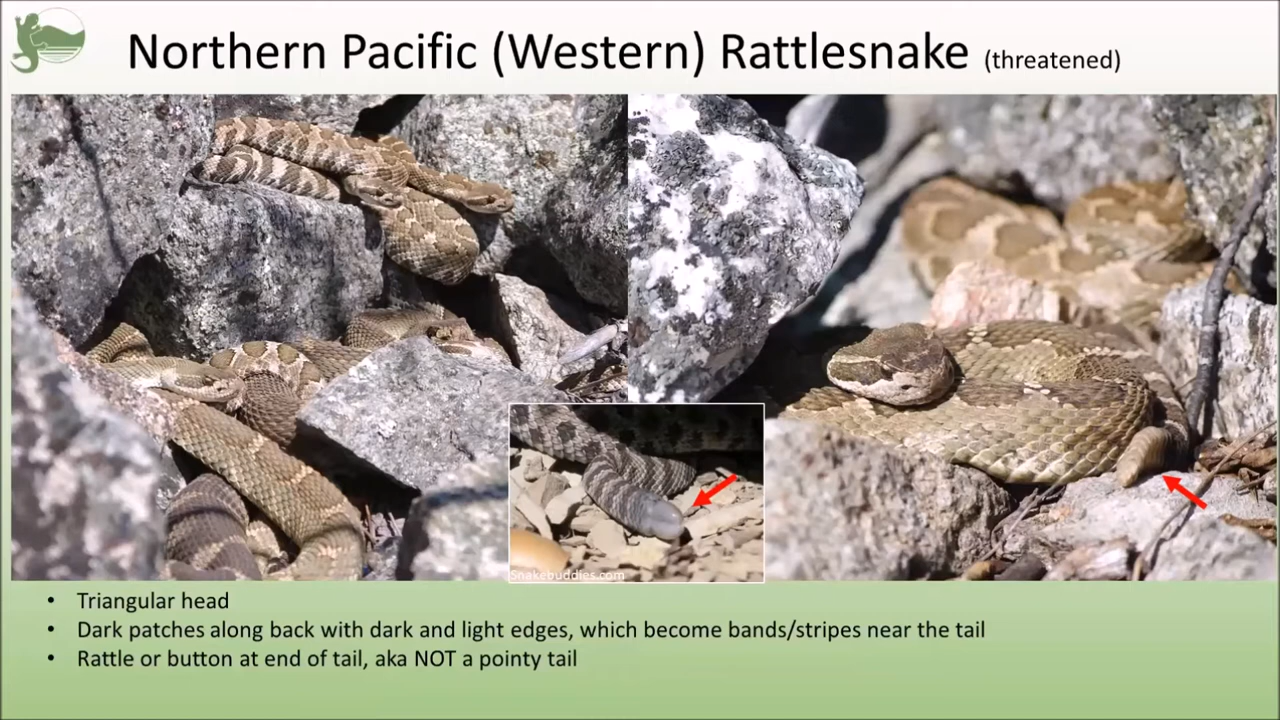 Northern Pacific (Western) Rattlesnake (threatened)
Snakebuddies.com
• Triangular head
• Dark patches along back with dark and light edges, which become bands/stripes near the tail
• Rattle or button at end of tail, aka NOT a pointy tail